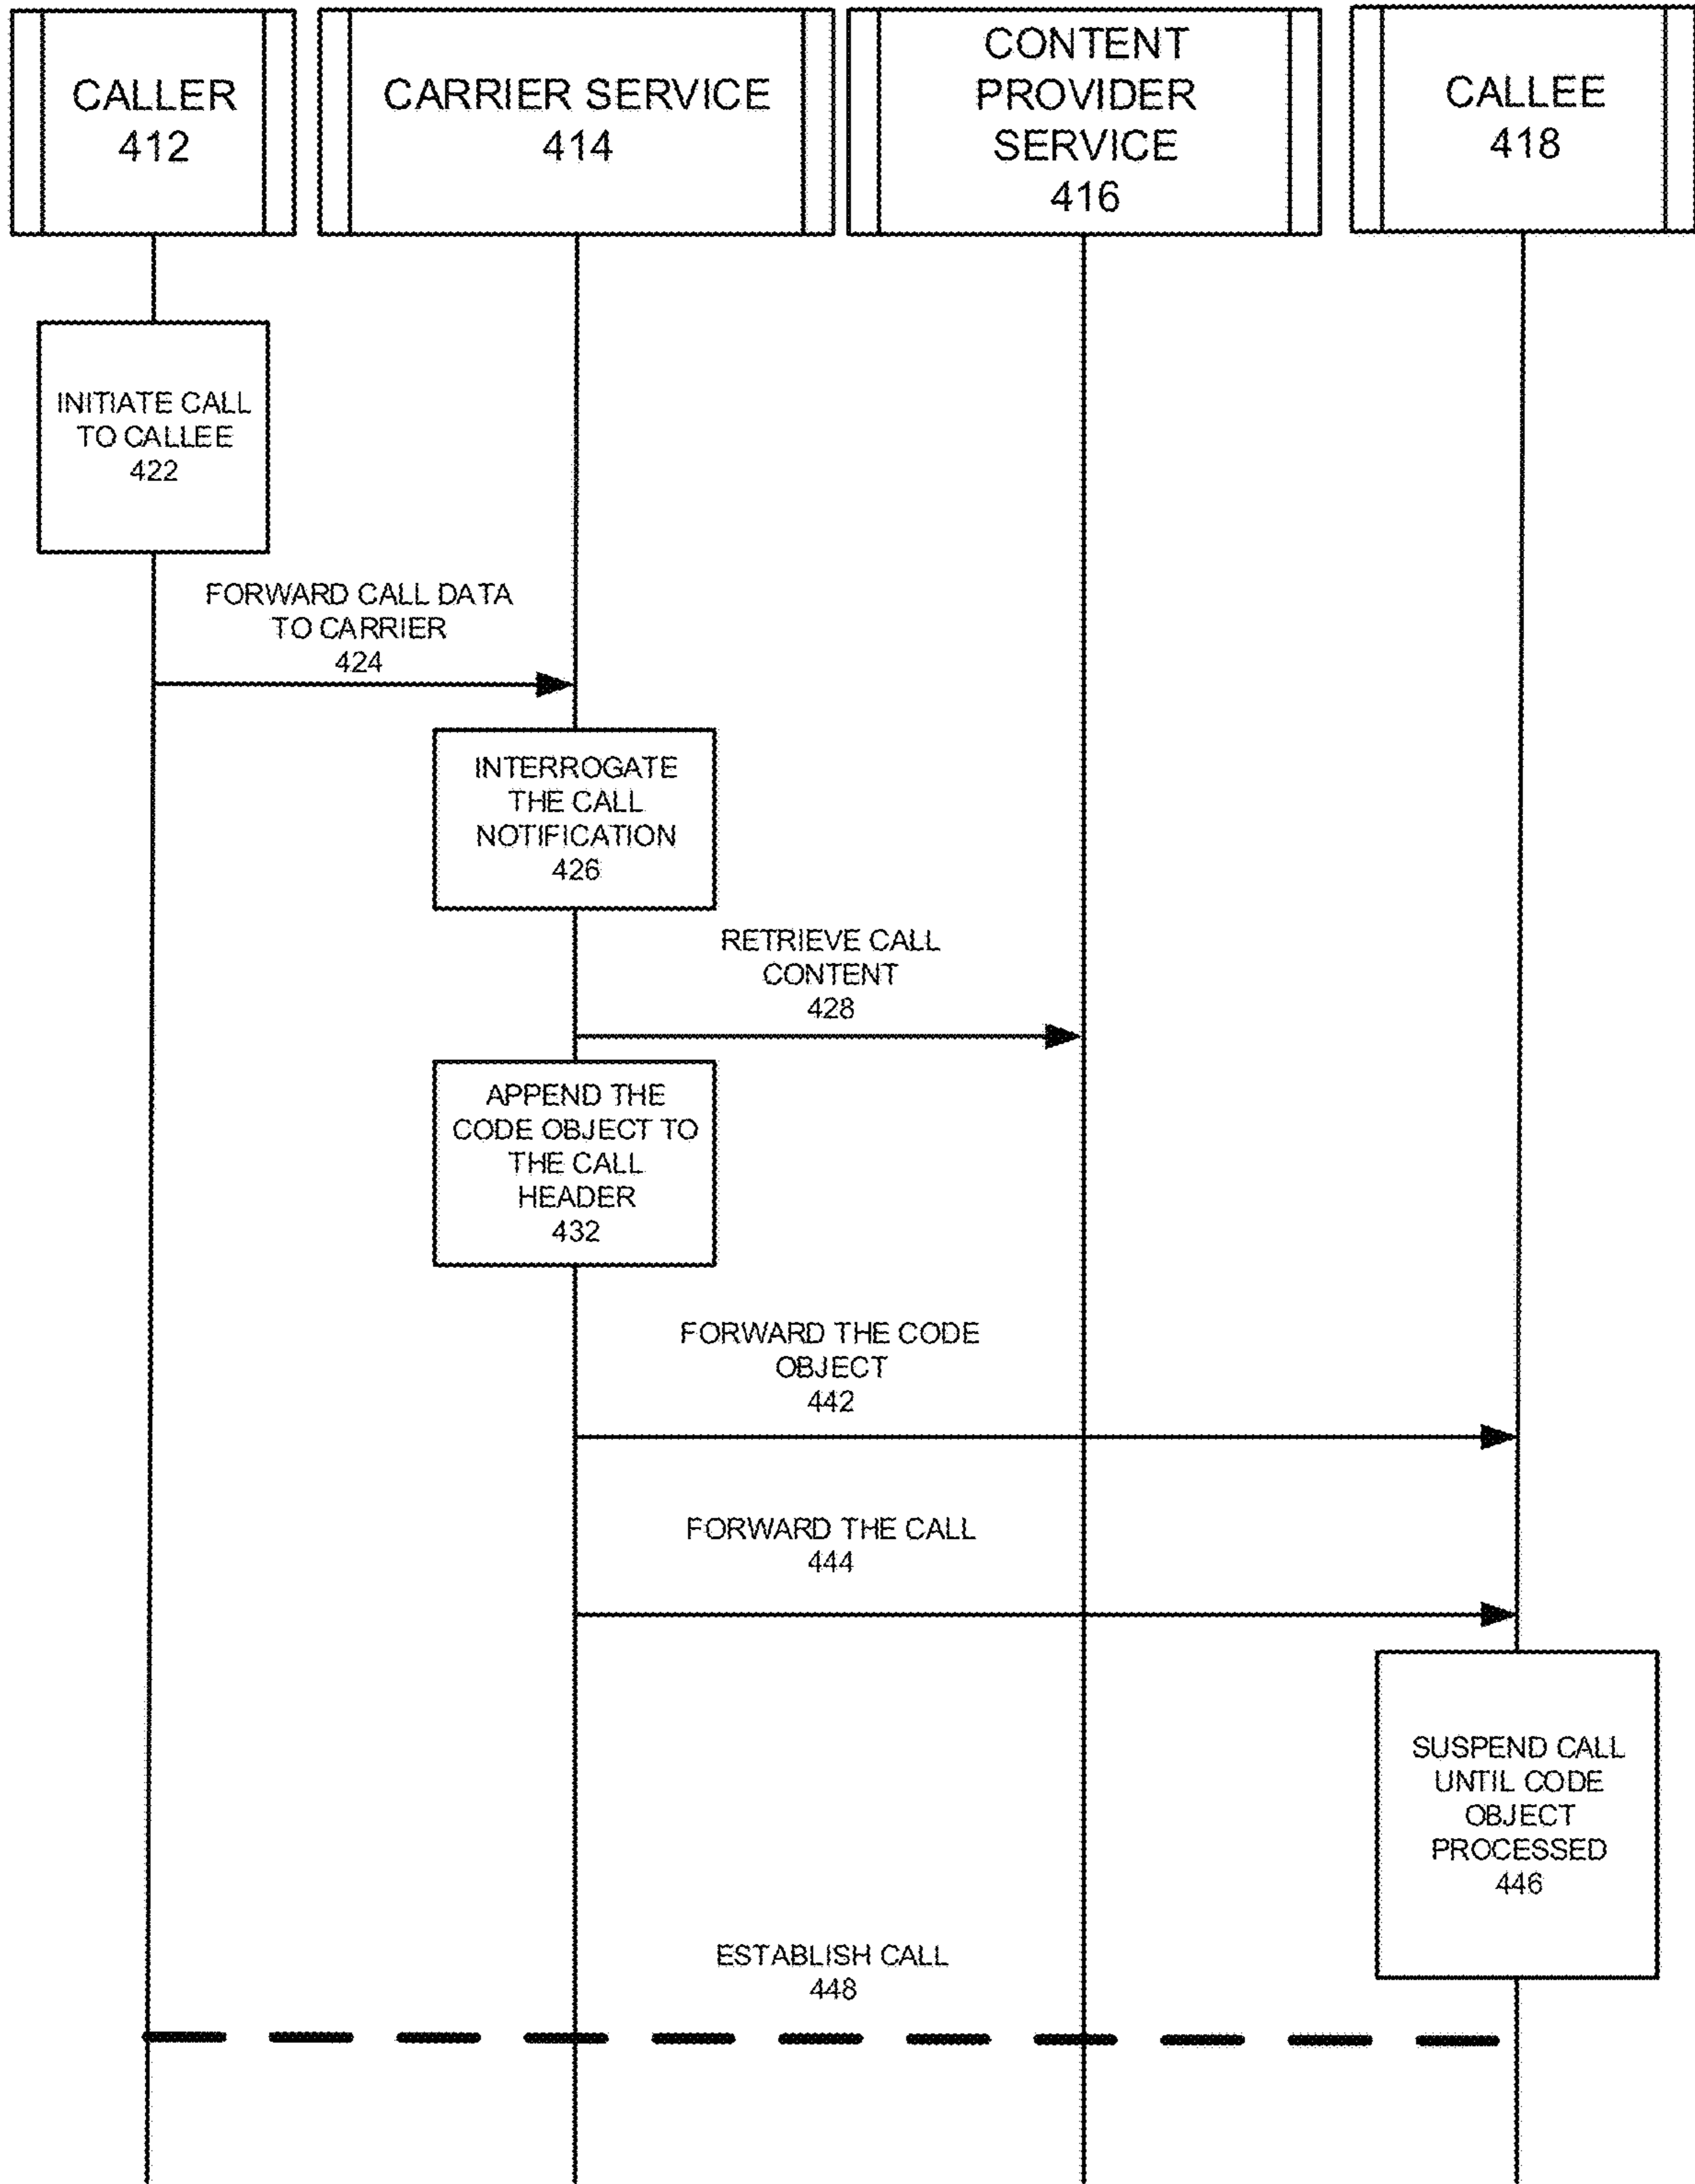 CALLER
412
CARRIER SERVICE
414
CONTENT
PROVIDER
SERVICE
416
CALLEE
418
INITIATE CALL
TO CALLEE
422
FORWARD CALL DATA
TO CARRIER
424
INTERROGATE
THE CALL
NOTIFICATION
426
RETRIEVE CALL
CONTENT
428
APPEND THE
CODE OBJECT TO
THE CALL
HEADER
432
FORWARD THE CODE
OBJECT
442
FORWARD THE CALL
444
SUSPEND CALL
UNTIL CODE
OBJECT
PROCESSED
446
ESTABLISH CALL
448